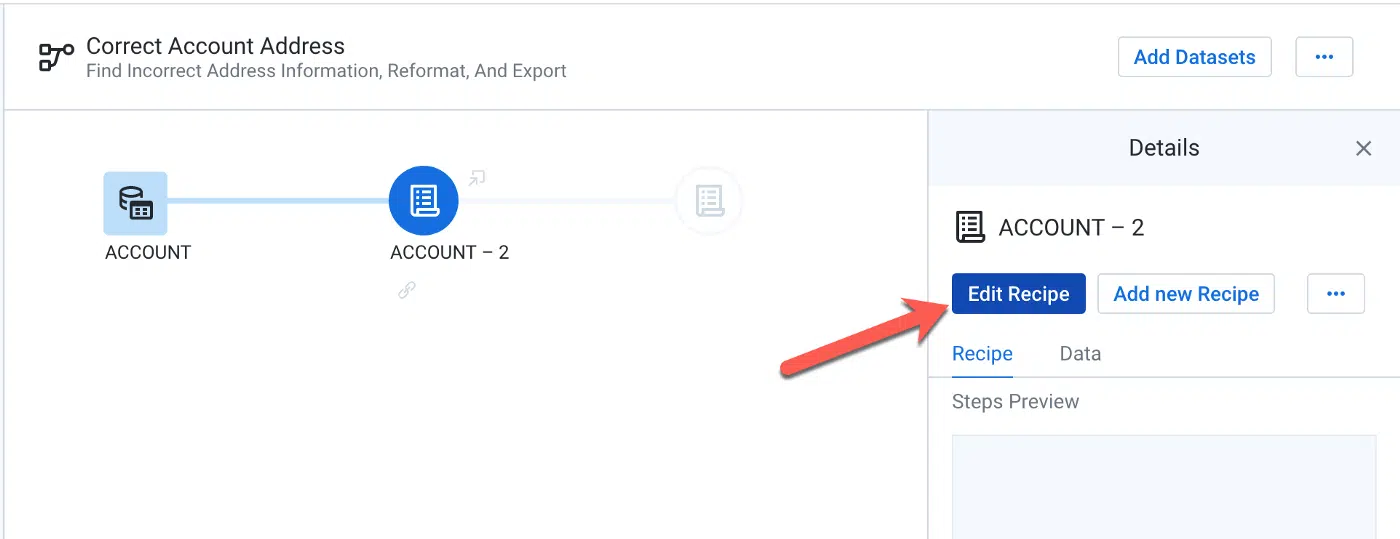 Correct Account Address
Find Incorrect Address Information, Reformat, And Export
Add Datasets
ACCOUNT
ACCOUNT – 2
Details
ACCOUNT – 2
Edit Recipe
Add new Recipe
Recipe
Data
Steps Preview